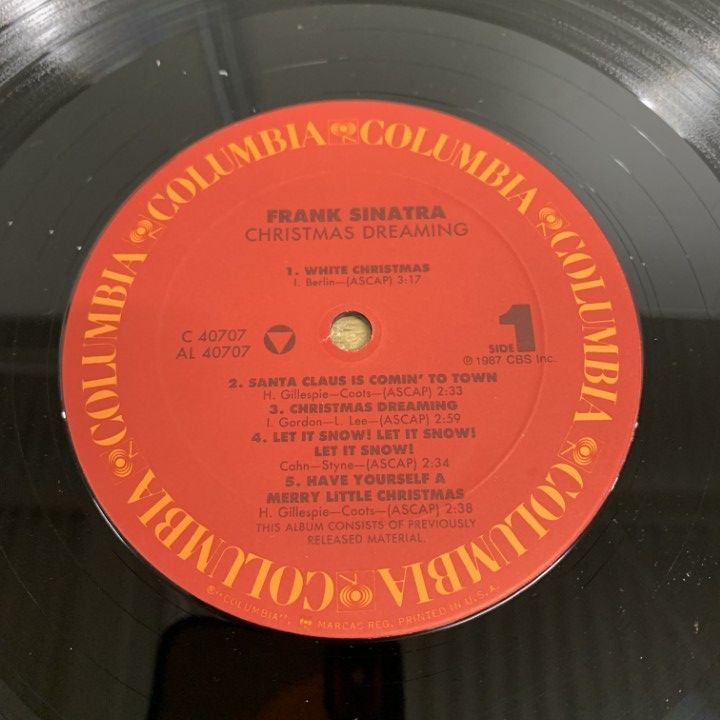 COLUMBIA COLUMBIA COLUMBIA COLUMBIA COLUMBIA COLUMBIA
FRANK SINATRA
CHRISTMAS DREAMING
1. WHITE CHRISTMAS
I. Berlin—(ASCAP) 3:17
C 40707
AL 40707
SIDE 1
℗ 1987 CBS Inc.
2. SANTA CLAUS IS COMIN' TO TOWN
H. Gillespie—Coots—(ASCAP) 2:33
3. CHRISTMAS DREAMING
I. Gordon—L. Lee—(ASCAP) 2:59
4. LET IT SNOW! LET IT SNOW!
LET IT SNOW!
Cahn—Styne—(ASCAP) 2:34
5. HAVE YOURSELF A
MERRY LITTLE CHRISTMAS
H. Gillespie—Coots—(ASCAP) 2:38
THIS ALBUM CONSISTS OF PREVIOUSLY
RELEASED MATERIAL.
®"COLUMBIA", MARCAS REG. PRINTED IN U.S.A.